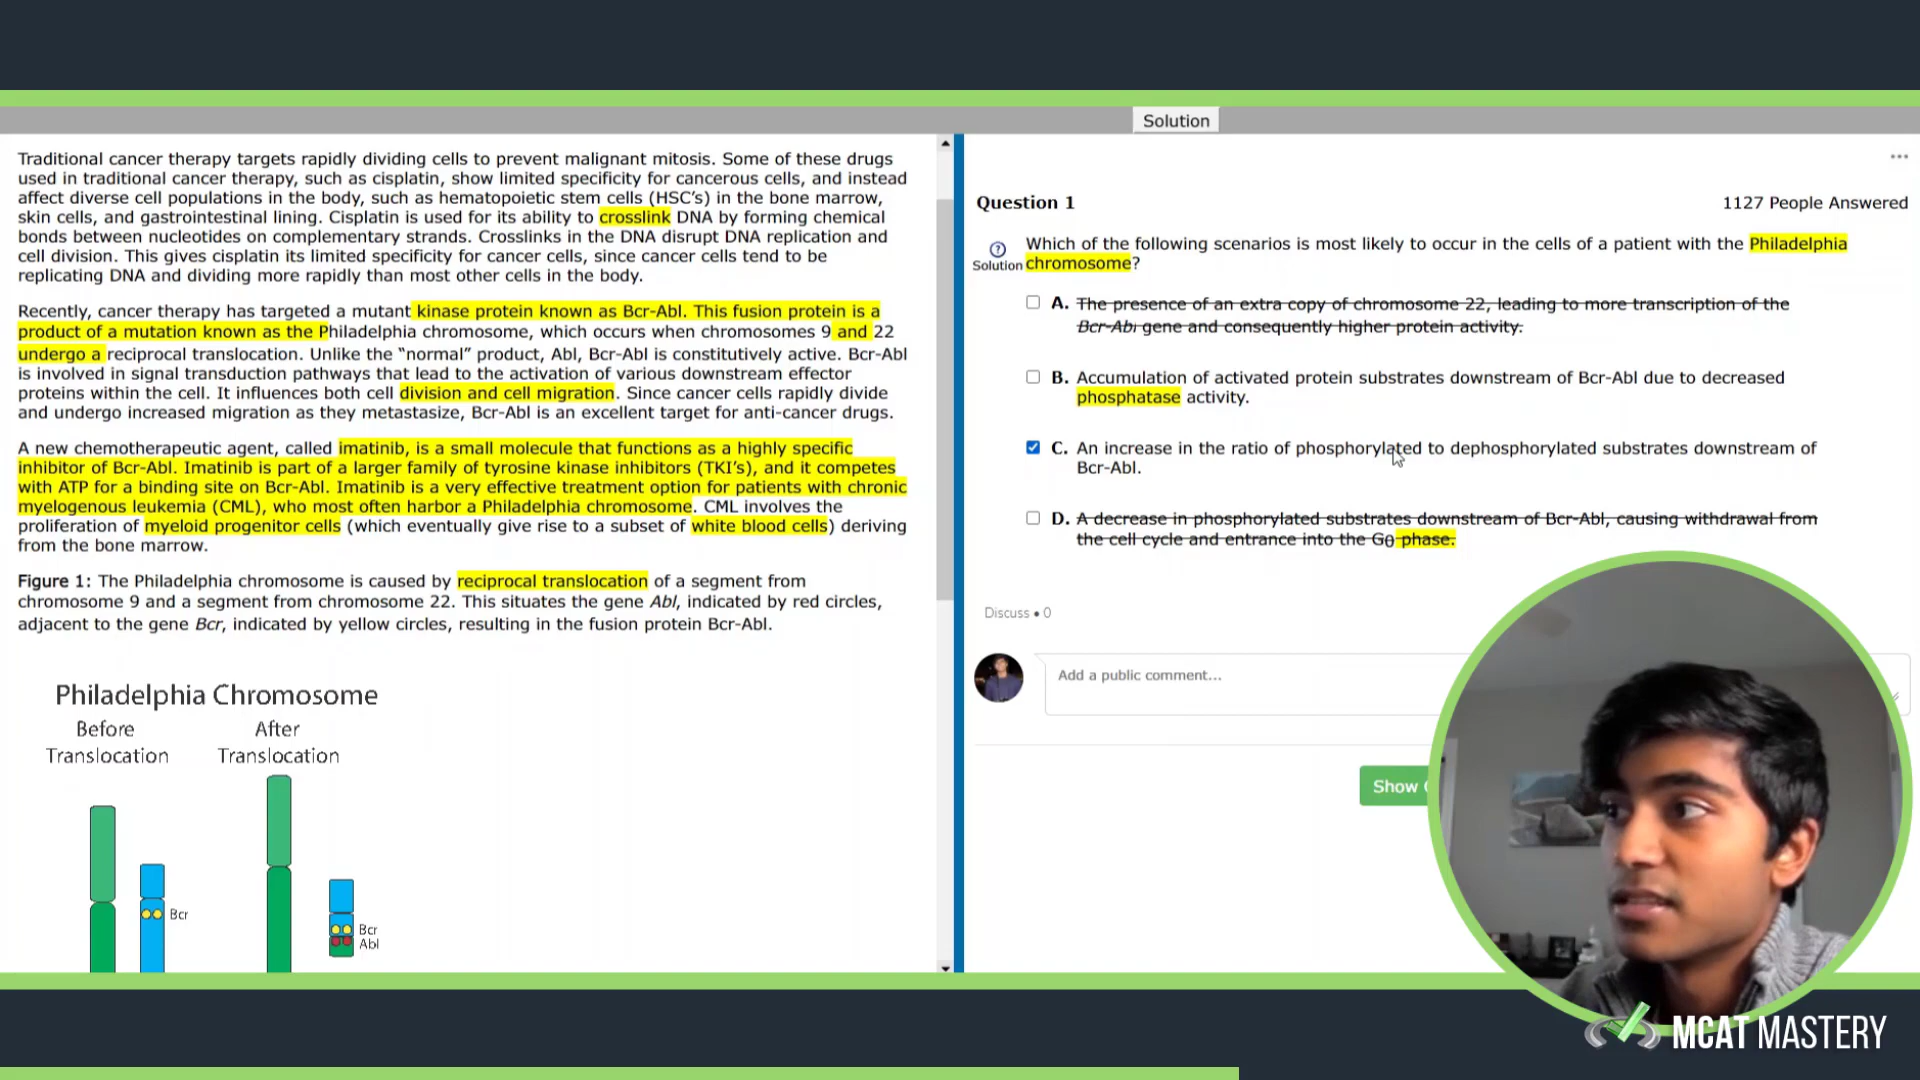 Solution
Traditional cancer therapy targets rapidly dividing cells to prevent malignant mitosis. Some of these drugs
used in traditional cancer therapy, such as cisplatin, show limited specificity for cancerous cells, and instead
affect diverse cell populations in the body, such as hematopoietic stem cells (HSC's) in the bone marrow,
skin cells, and gastrointestinal lining. Cisplatin is used for its ability to crosslink DNA by forming chemical
bonds between nucleotides on complementary strands. Crosslinks in the DNA disrupt DNA replication and
cell division. This gives cisplatin its limited specificity for cancer cells, since cancer cells tend to be
replicating DNA and dividing more rapidly than most other cells in the body.
Recently, cancer therapy has targeted a mutant kinase protein known as Bcr-Abl. This fusion protein is a
product of a mutation known as the Philadelphia chromosome, which occurs when chromosomes 9 and 22
undergo a reciprocal translocation. Unlike the “normal” product, Abl, Bcr-Abl is constitutively active. Bcr-Abl
is involved in signal transduction pathways that lead to the activation of various downstream effector
proteins within the cell. It influences both cell division and cell migration. Since cancer cells rapidly divide
and undergo increased migration as they metastasize, Bcr-Abl is an excellent target for anti-cancer drugs.
A new chemotherapeutic agent, called imatinib, is a small molecule that functions as a highly specific
inhibitor of Bcr-Abl. Imatinib is part of a larger family of tyrosine kinase inhibitors (TKI's), and it competes
with ATP for a binding site on Bcr-Abl. Imatinib is a very effective treatment option for patients with chronic
myelogenous leukemia (CML), who most often harbor a Philadelphia chromosome. CML involves the
proliferation of myeloid progenitor cells (which eventually give rise to a subset of white blood cells) deriving
from the bone marrow.
Figure 1: The Philadelphia chromosome is caused by reciprocal translocation of a segment from
chromosome 9 and a segment from chromosome 22. This situates the gene Abl, indicated by red circles,
adjacent to the gene Bcr, indicated by yellow circles, resulting in the fusion protein Bcr-Abl.
Philadelphia Chromosome
Before
Translocation
After
Translocation
Bcr
Bcr
Abl
Question 1
1127 People Answered
Solution
Which of the following scenarios is most likely to occur in the cells of a patient with the Philadelphia
chromosome?
A. The presence of an extra copy of chromosome 22, leading to more transcription of the
Bcr-Abl gene and consequently higher protein activity.
B. Accumulation of activated protein substrates downstream of Bcr-Abl due to decreased
phosphatase activity.
C. An increase in the ratio of phosphorylated to dephosphorylated substrates downstream of
Bcr-Abl.
D. A decrease in phosphorylated substrates downstream of Bcr-Abl, causing withdrawal from
the cell cycle and entrance into the G0 phase.
Discuss • 0
Add a public comment...
Show
MCAT MASTERY